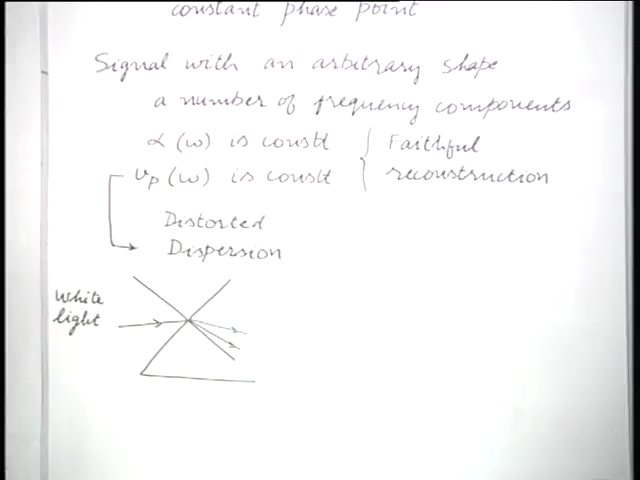 constant phase point
Signal with an arbitrary shape
a number of frequency components
α (ω) is constt { Faithful
υp (ω) is constt reconstruction
Distorted
Dispersion
White
light